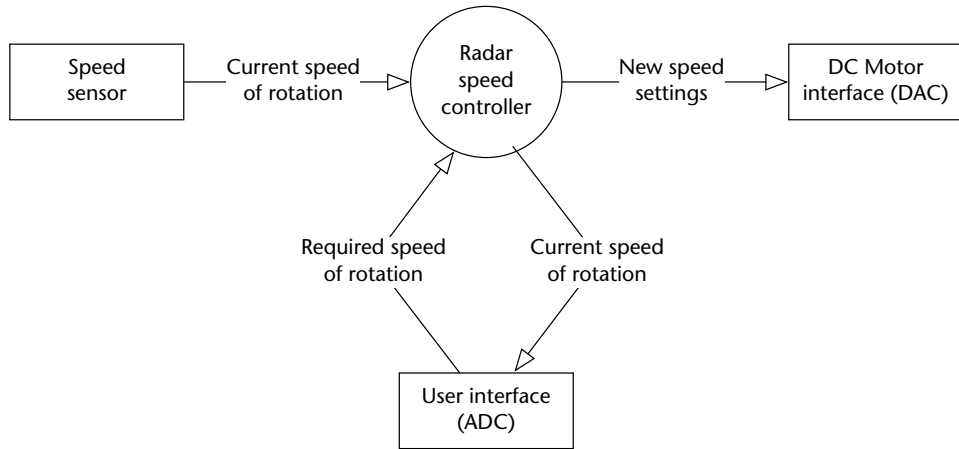 Speed
sensor
Current speed
of rotation
Radar
speed
controller
New speed
settings
DC Motor
interface (DAC)
Required speed
of rotation
Current speed
of rotation
User interface
(ADC)